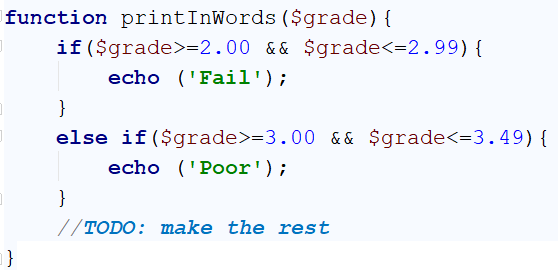 function printInWords($grade){
if($grade>=2.00 && $grade<=2.99){
echo ('Fail');
}
else if($grade>=3.00 && $grade<=3.49){
echo ('Poor');
}
//TODO: make the rest
}